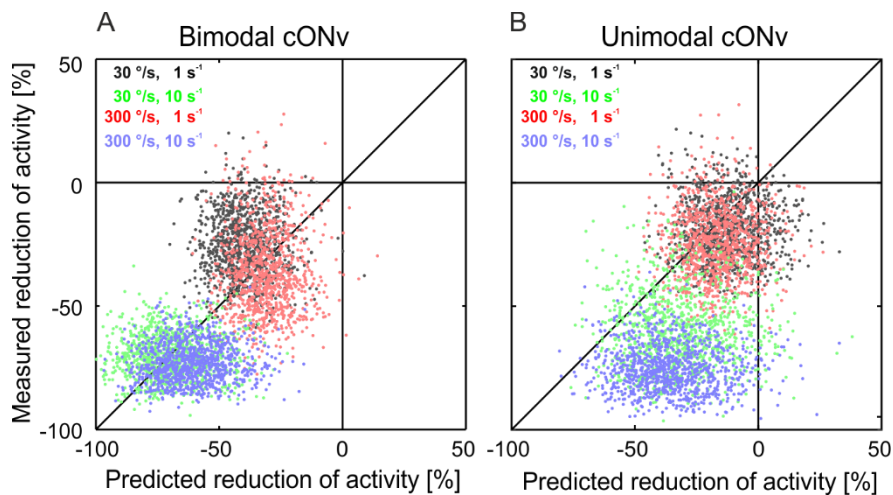 A
Bimodal cONv
B
Unimodal cONv
Measured reduction of activity [%]
50
0
-50
-100
30 °/s, 1 s⁻¹
30 °/s, 10 s⁻¹
300 °/s, 1 s⁻¹
300 °/s, 10 s⁻¹
-100
-50
0
50
Predicted reduction of activity [%]
30 °/s, 1 s⁻¹
30 °/s, 10 s⁻¹
300 °/s, 1 s⁻¹
300 °/s, 10 s⁻¹
-100
-50
0
50
Predicted reduction of activity [%]